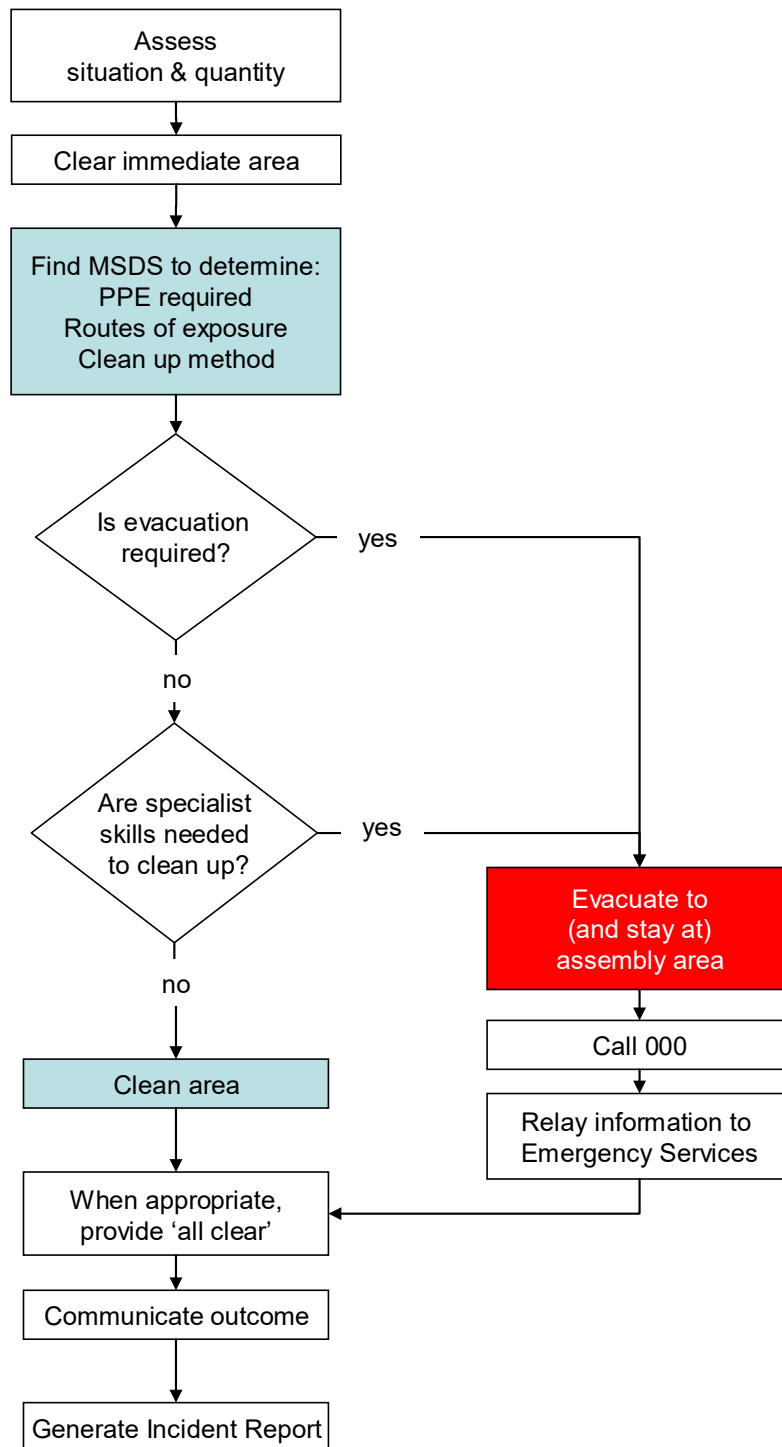 Assess
situation & quantity
Clear immediate area
Find MSDS to determine:
PPE required
Routes of exposure
Clean up method
Is evacuation
required?
yes
no
Are specialist
skills needed
to clean up?
yes
no
Evacuate to
(and stay at)
assembly area
Call 000
Relay information to
Emergency Services
Clean area
When appropriate,
provide ‘all clear’
Communicate outcome
Generate Incident Report